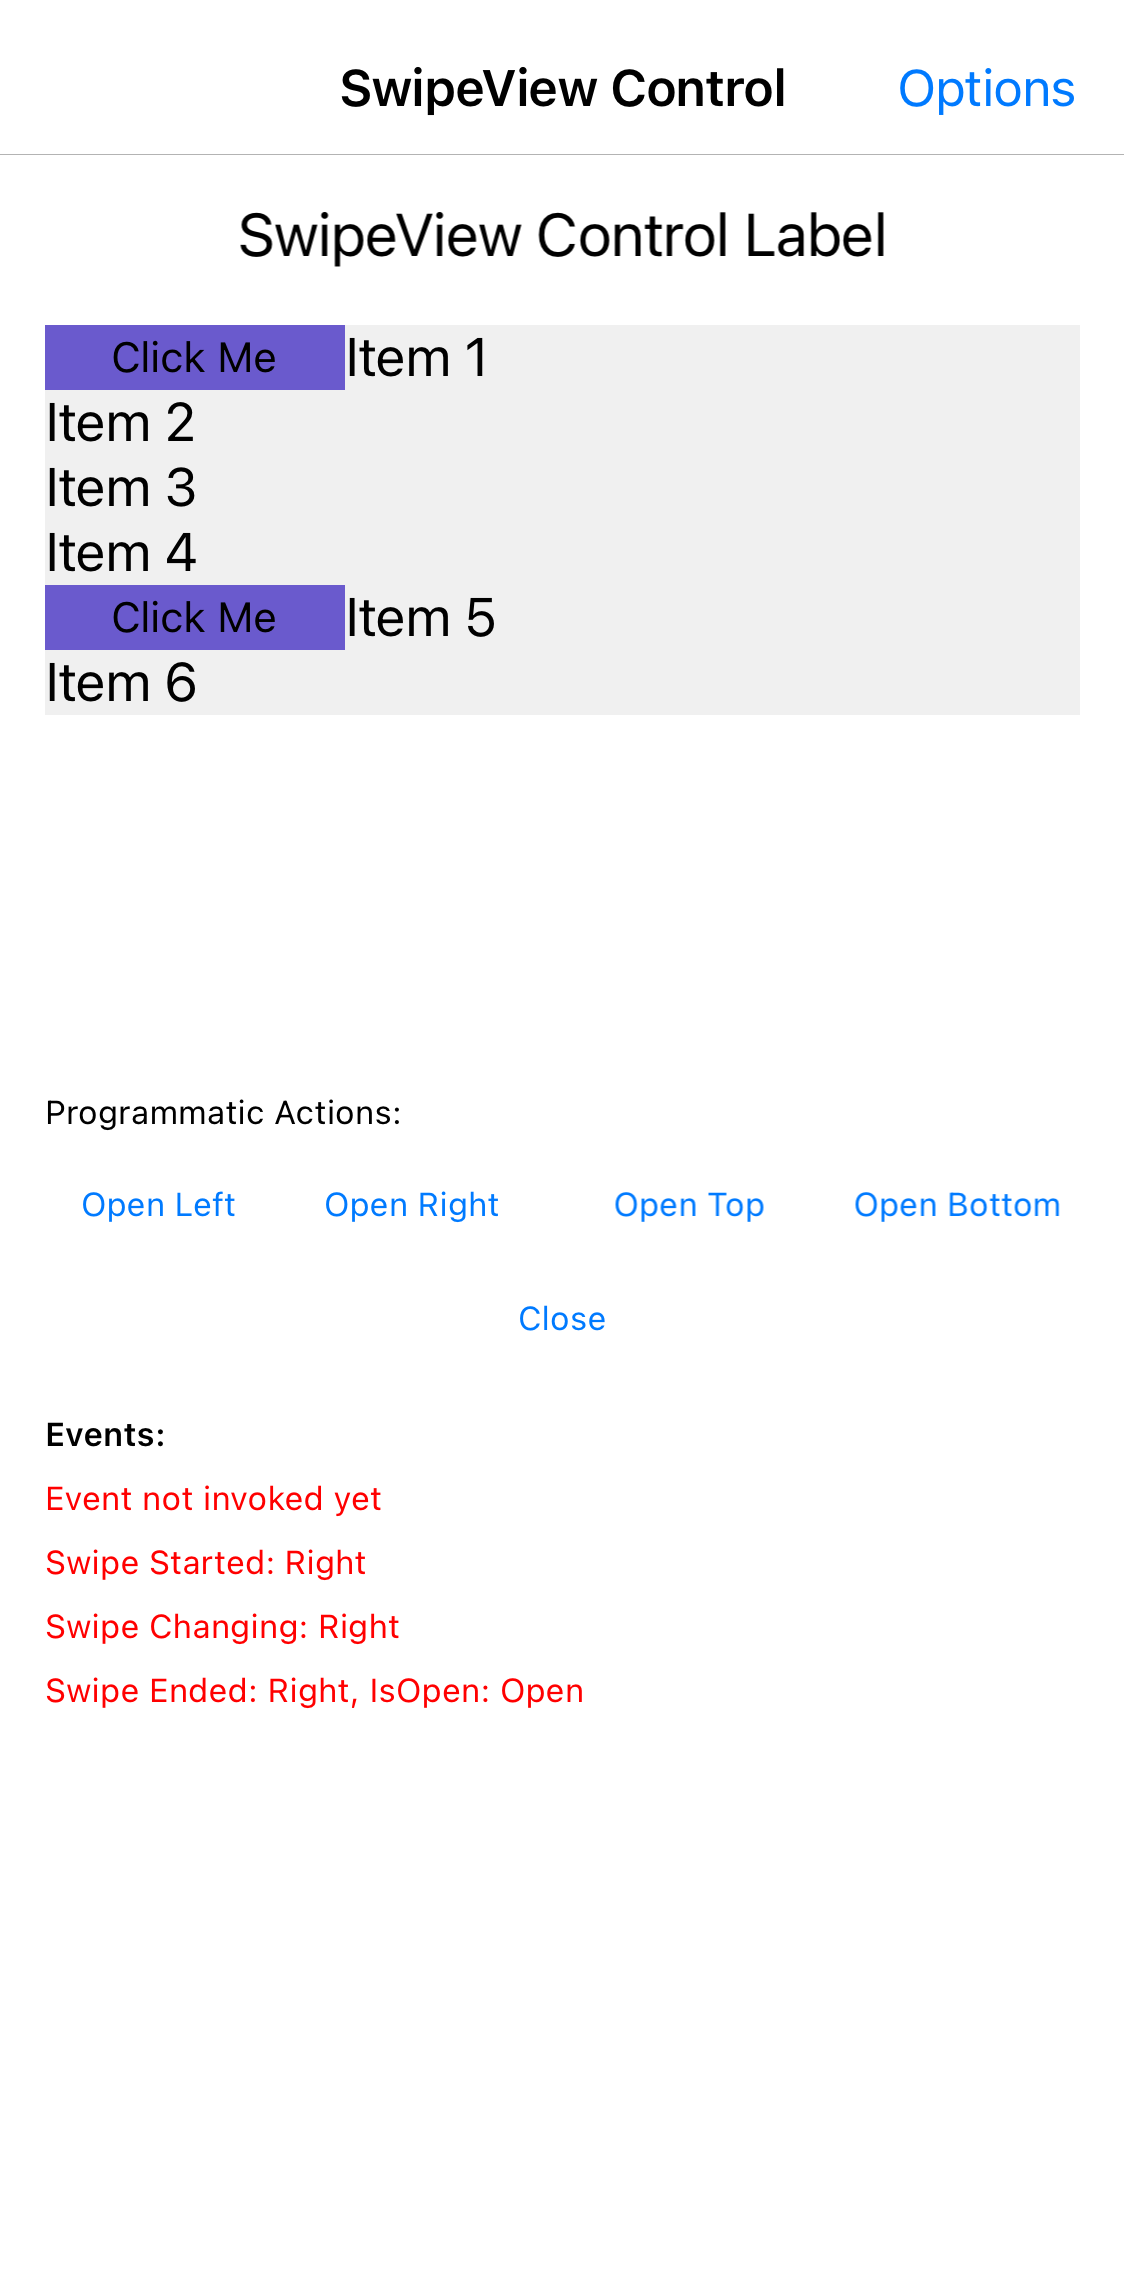 SwipeView Control Options
SwipeView Control Label
Click Me Item 1
Item 2
Item 3
Item 4
Click Me Item 5
Item 6
Programmatic Actions:
Open Left Open Right Open Top Open Bottom
Close
Events:
Event not invoked yet
Swipe Started: Right
Swipe Changing: Right
Swipe Ended: Right, IsOpen: Open